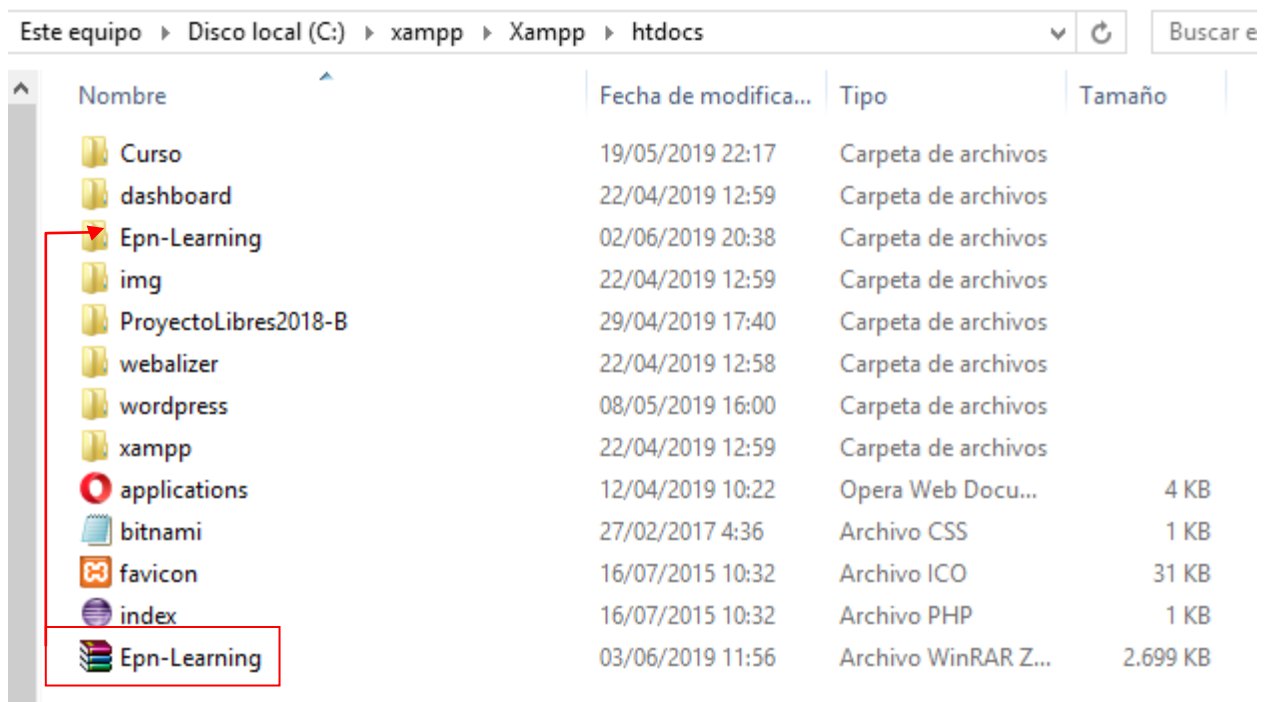 Este equipo Disco local (C:) xampp Xampp htdocs Buscar e
Nombre Fecha de modifica... Tipo Tamaño
Curso 19/05/2019 22:17 Carpeta de archivos
dashboard 22/04/2019 12:59 Carpeta de archivos
Epn-Learning 02/06/2019 20:38 Carpeta de archivos
img 22/04/2019 12:59 Carpeta de archivos
ProyectoLibres2018-B 29/04/2019 17:40 Carpeta de archivos
webalizer 22/04/2019 12:58 Carpeta de archivos
wordpress 08/05/2019 16:00 Carpeta de archivos
xampp 22/04/2019 12:59 Carpeta de archivos
applications 12/04/2019 10:22 Opera Web Docu... 4 KB
bitnami 27/02/2017 4:36 Archivo CSS 1 KB
favicon 16/07/2015 10:32 Archivo ICO 31 KB
index 16/07/2015 10:32 Archivo PHP 1 KB
Epn-Learning 03/06/2019 11:56 Archivo WinRAR Z... 2.699 KB